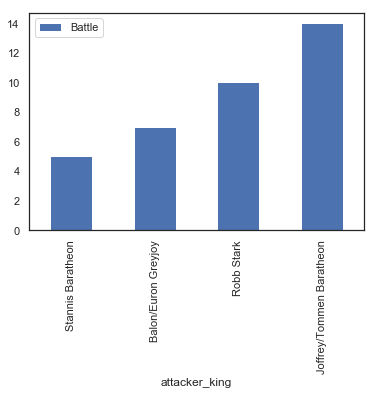 14
12
10
8
6
4
2
0
Battle
Stannis Baratheon
Balon/Euron Greyjoy
Robb Stark
Joffrey/Tommen Baratheon
attacker_king